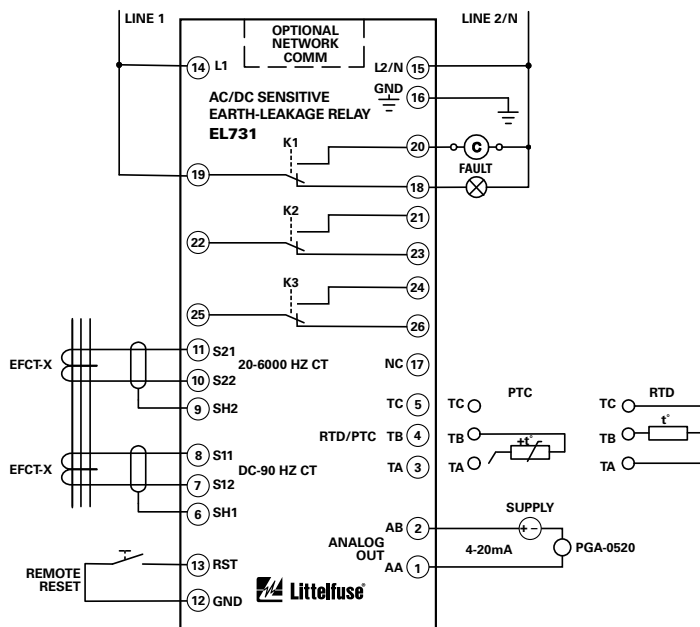 LINE 1
LINE 2/N
OPTIONAL
NETWORK
COMM
14 L1
L2/N 15
GND 16
AC/DC SENSITIVE
EARTH-LEAKAGE RELAY
EL731
K1
20
C
FAULT
19
18
K2
21
22
23
K3
24
25
26
11 S21
EFCT-X
20-6000 HZ CT
NC 17
10 S22
9 SH2
TC 5
TC
PTC
TC
RTD
RTD/PTC TB 4
TB
+t°
TB
t°
TA 3
TA
TA
8 S11
EFCT-X
DC-90 HZ CT
7 S12
6 SH1
SUPPLY
AB 2
+ −
ANALOG
OUT
4-20mA
PGA-0520
AA 1
13 RST
REMOTE
RESET
12 GND
Littelfuse®